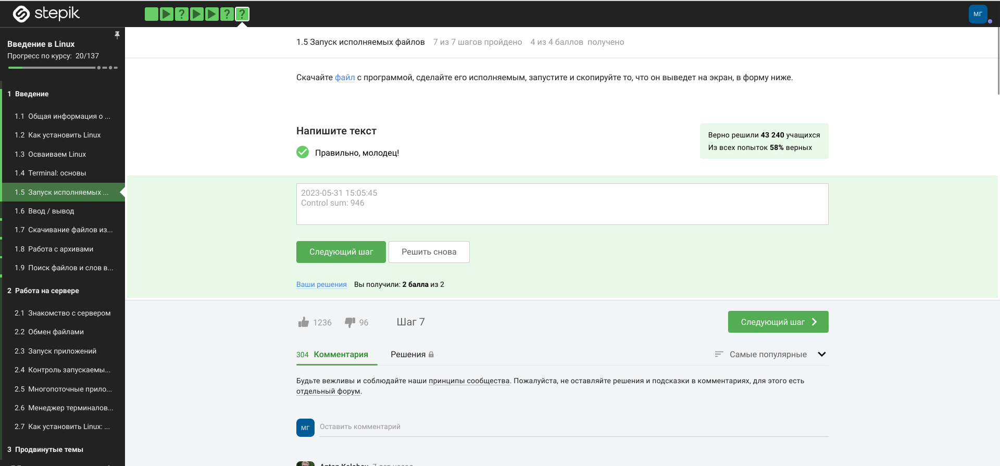 stepik
МГ
Введение в Linux
Прогресс по курсу: 20/137
1 Введение
1.1 Общая информация о ...
1.2 Как установить Linux
1.3 Осваиваем Linux
1.4 Terminal: основы
1.5 Запуск исполняемых ...
1.6 Ввод / вывод
1.7 Скачивание файлов из...
1.8 Работа с архивами
1.9 Поиск файлов и слов в...
2 Работа на сервере
2.1 Знакомство с сервером
2.2 Обмен файлами
2.3 Запуск приложений
2.4 Контроль запускаемы...
2.5 Многопоточные прило...
2.6 Менеджер терминалов...
2.7 Как установить Linux: ...
3 Продвинутые темы
1.5 Запуск исполняемых файлов 7 из 7 шагов пройдено 4 из 4 баллов получено
Скачайте файл с программой, сделайте его исполняемым, запустите и скопируйте то, что он выведет на экран, в форму ниже.
Напишите текст
Правильно, молодец!
Верно решили 43 240 учащихся
Из всех попыток 58% верных
2023-05-31 15:05:45
Control sum: 946
Следующий шаг Решить снова
Ваши решения Вы получили: 2 балла из 2
1236 96 Шаг 7 Следующий шаг
304 Комментария Решения Самые популярные
Будьте вежливы и соблюдайте наши принципы сообщества. Пожалуйста, не оставляйте решения и подсказки в комментариях, для этого есть
отдельный форум.
МГ Оставить комментарий